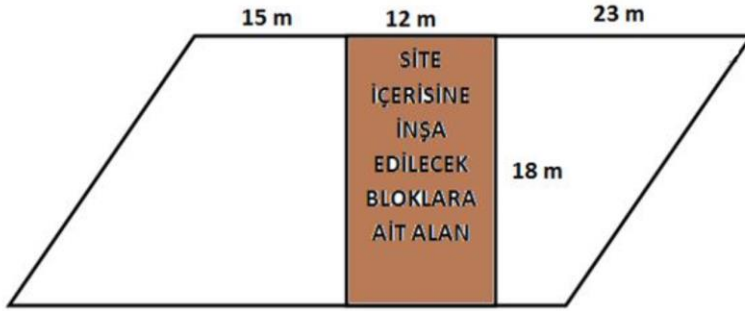 15 m 12 m 23 m
SİTE
İÇERİSİNE
İNŞA
EDİLECEK
18 m
BLOKLARA
AİT ALAN